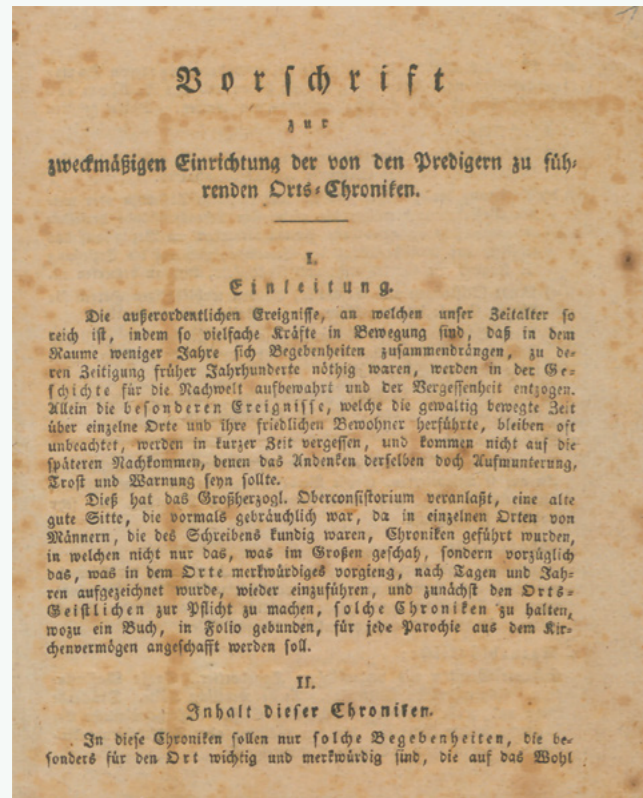 Vorschrift
zur
zweckmäßigen Einrichtung der von den Predigern zu füh-
renden Orts-Chroniken.
I.
Einleitung.
Die außerordentlichen Ereignisse, an welchen unser Zeitalter so
reich ist, indem so vielfache Kräfte in Bewegung sind, daß in dem
Raume weniger Jahre sich Begebenheiten zusammendrängen, zu de-
ren Zeitigung früher Jahrhunderte nöthig waren, werden in der Ge-
schichte für die Nachwelt aufbewahrt und der Vergessenheit entzogen.
Allein die besonderen Ereignisse, welche die gewaltig bewegte Zeit
über einzelne Orte und ihre friedlichen Bewohner herführte, bleiben oft
unbeachtet, werden in kurzer Zeit vergessen, und kommen nicht auf die
späteren Nachkommen, denen das Andenken derselben doch Aufmunterung,
Trost und Warnung seyn sollte.
Dieß hat das Großherzogl. Oberconsistorium veranlaßt, eine alte
gute Sitte, die vormals gebräuchlich war, da in einzelnen Orten von
Männern, die des Schreibens kundig waren, Chroniken geführt wurden,
in welchen nicht nur das, was im Großen geschah, sondern vorzüglich
das, was in dem Orte merkwürdiges vorgieng, nach Tagen und Jah-
ren aufgezeichnet wurde, wieder einzuführen, und zunächst den Orts-
Geistlichen zur Pflicht zu machen, solche Chroniken zu halten,
wozu ein Buch, in Folio gebunden, für jede Parochie aus dem Kir-
chenvermögen angeschafft werden soll.
II.
Inhalt dieser Chroniken.
In diese Chroniken sollen nur solche Begebenheiten, die be-
sonders für den Ort wichtig und merkwürdig sind, die auf das Wohl